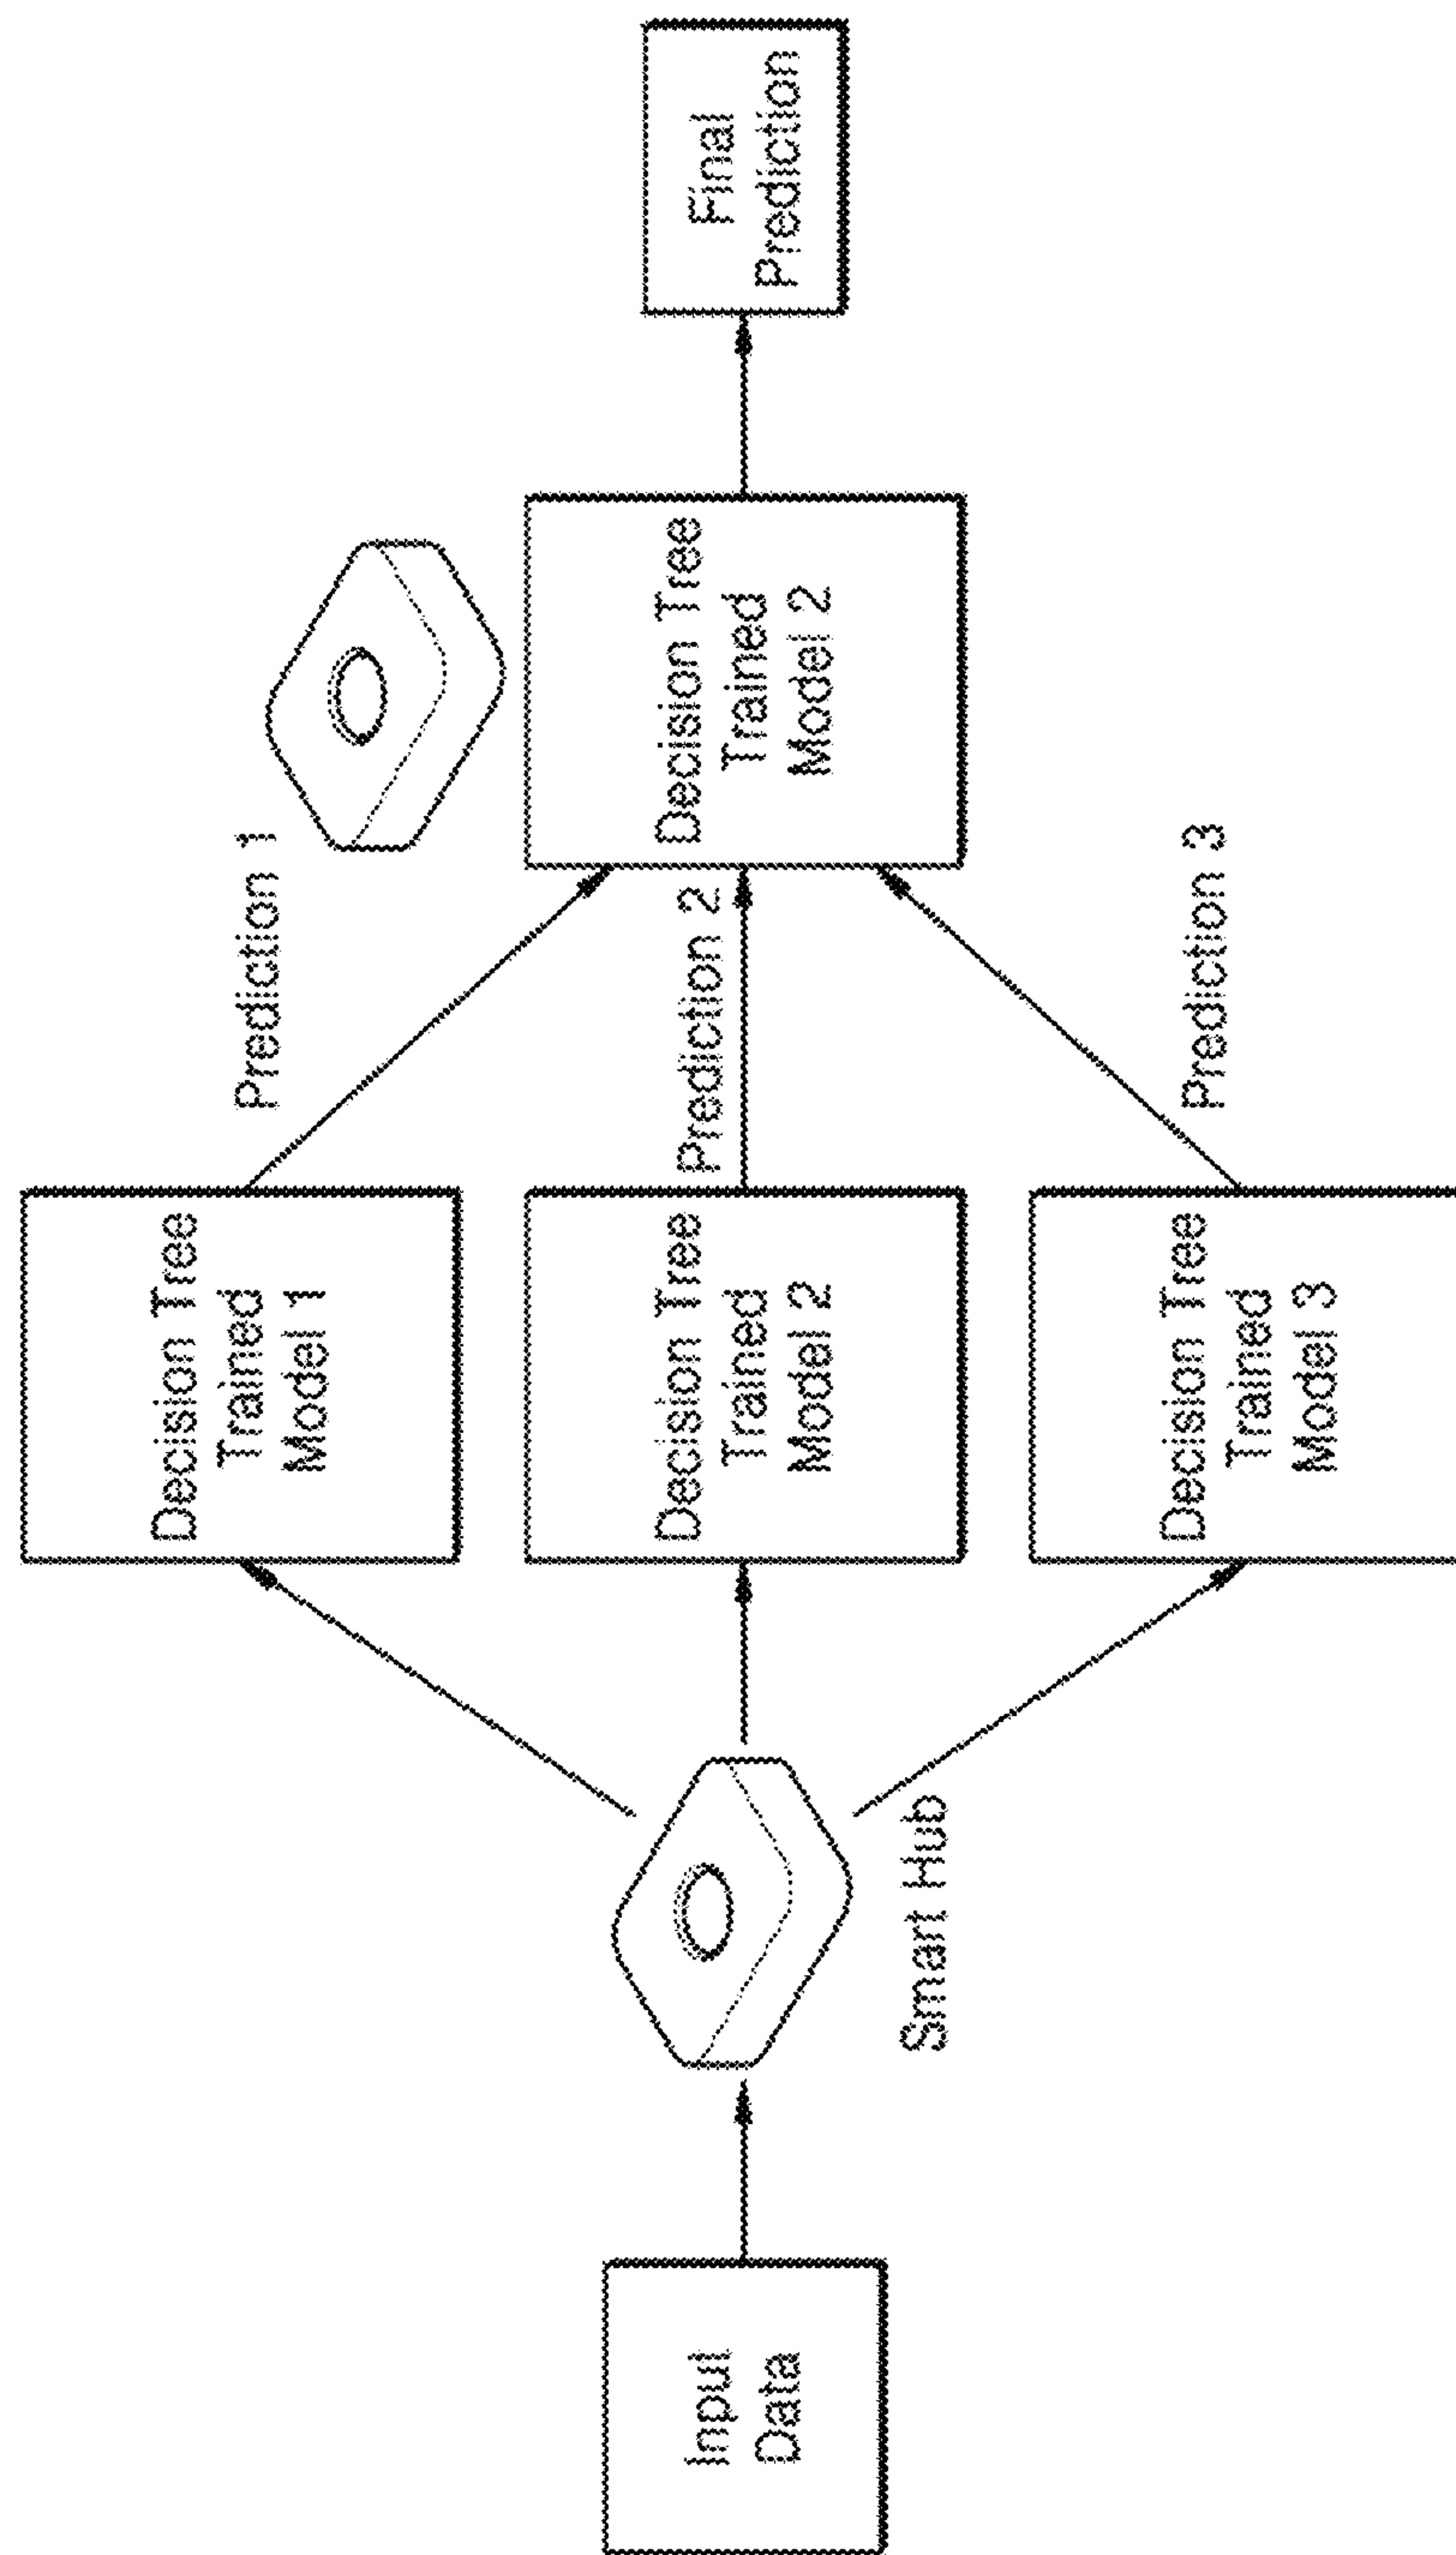 Input
Data
Smart Hub
Decision Tree
Trained
Model 1
Decision Tree
Trained
Model 2
Decision Tree
Trained
Model 3
Prediction 1
Prediction 2
Prediction 3
Decision Tree
Trained
Model 2
Final
Prediction